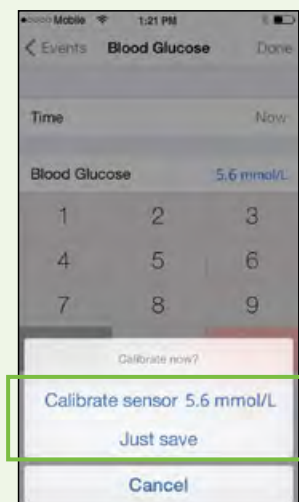 Mobile 1:21 PM
Events Blood Glucose Done
Time Now
Blood Glucose 5.6 mmol/L
1 2 3
4 5 6
7 8 9
Calibrate now?
Calibrate sensor 5.6 mmol/L
Just save
Cancel